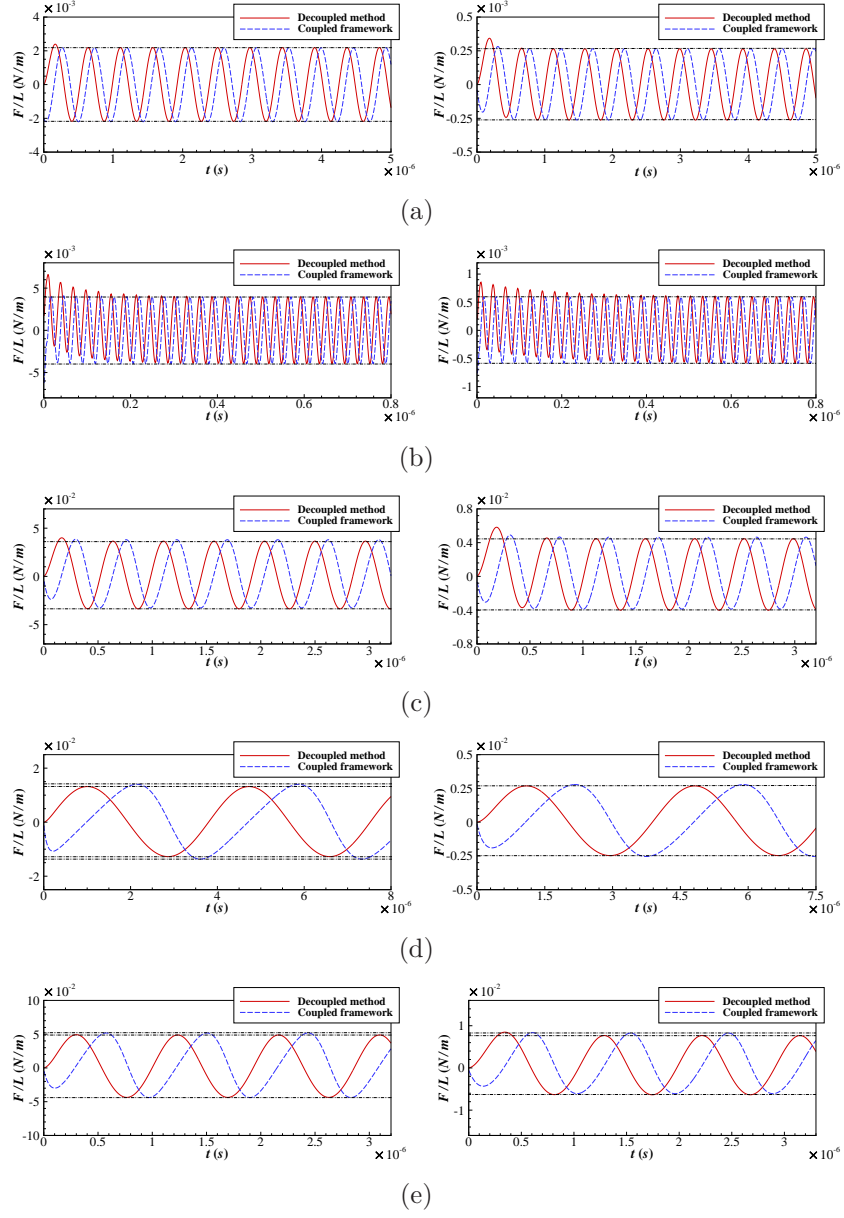 × 10⁻³
Decoupled method
Coupled framework
F / L (N / m)
4
2
0
-2
-4
0 1 2 3 4 5
t (s)
× 10⁻⁶
× 10⁻³
Decoupled method
Coupled framework
F / L (N / m)
0.5
0.25
0
-0.25
-0.5
0 1 2 3 4 5
t (s)
× 10⁻⁶
(a)
× 10⁻³
Decoupled method
Coupled framework
F / L (N / m)
5
0
-5
0.2 0.4 0.6 0.8
t (s)
× 10⁻⁶
× 10⁻³
Decoupled method
Coupled framework
F / L (N / m)
1
0.5
0
-0.5
-1
0 0.2 0.4 0.6 0.8
t (s)
× 10⁻⁶
(b)
× 10⁻²
Decoupled method
Coupled framework
F / L (N / m)
5
0
-5
0 0.5 1 1.5 2 2.5 3
t (s)
× 10⁻⁶
× 10⁻²
Decoupled method
Coupled framework
F / L (N / m)
0.8
0.4
0
-0.4
-0.8
0 0.5 1 1.5 2 2.5 3
t (s)
× 10⁻⁶
(c)
× 10⁻²
Decoupled method
Coupled framework
F / L (N / m)
2
0
-2
0 2 4 6 8
t (s)
× 10⁻⁶
× 10⁻²
Decoupled method
Coupled framework
F / L (N / m)
0.5
0.25
0
-0.25
-0.5
0 1.5 3 4.5 6 7.5
t (s)
× 10⁻⁶
(d)
× 10⁻²
Decoupled method
Coupled framework
F / L (N / m)
10
5
0
-5
-10
0 0.5 1 1.5 2 2.5 3
t (s)
× 10⁻⁶
× 10⁻²
Decoupled method
Coupled framework
F / L (N / m)
1
0
-1
0 0.5 1 1.5 2 2.5 3
t (s)
× 10⁻⁶
(e)